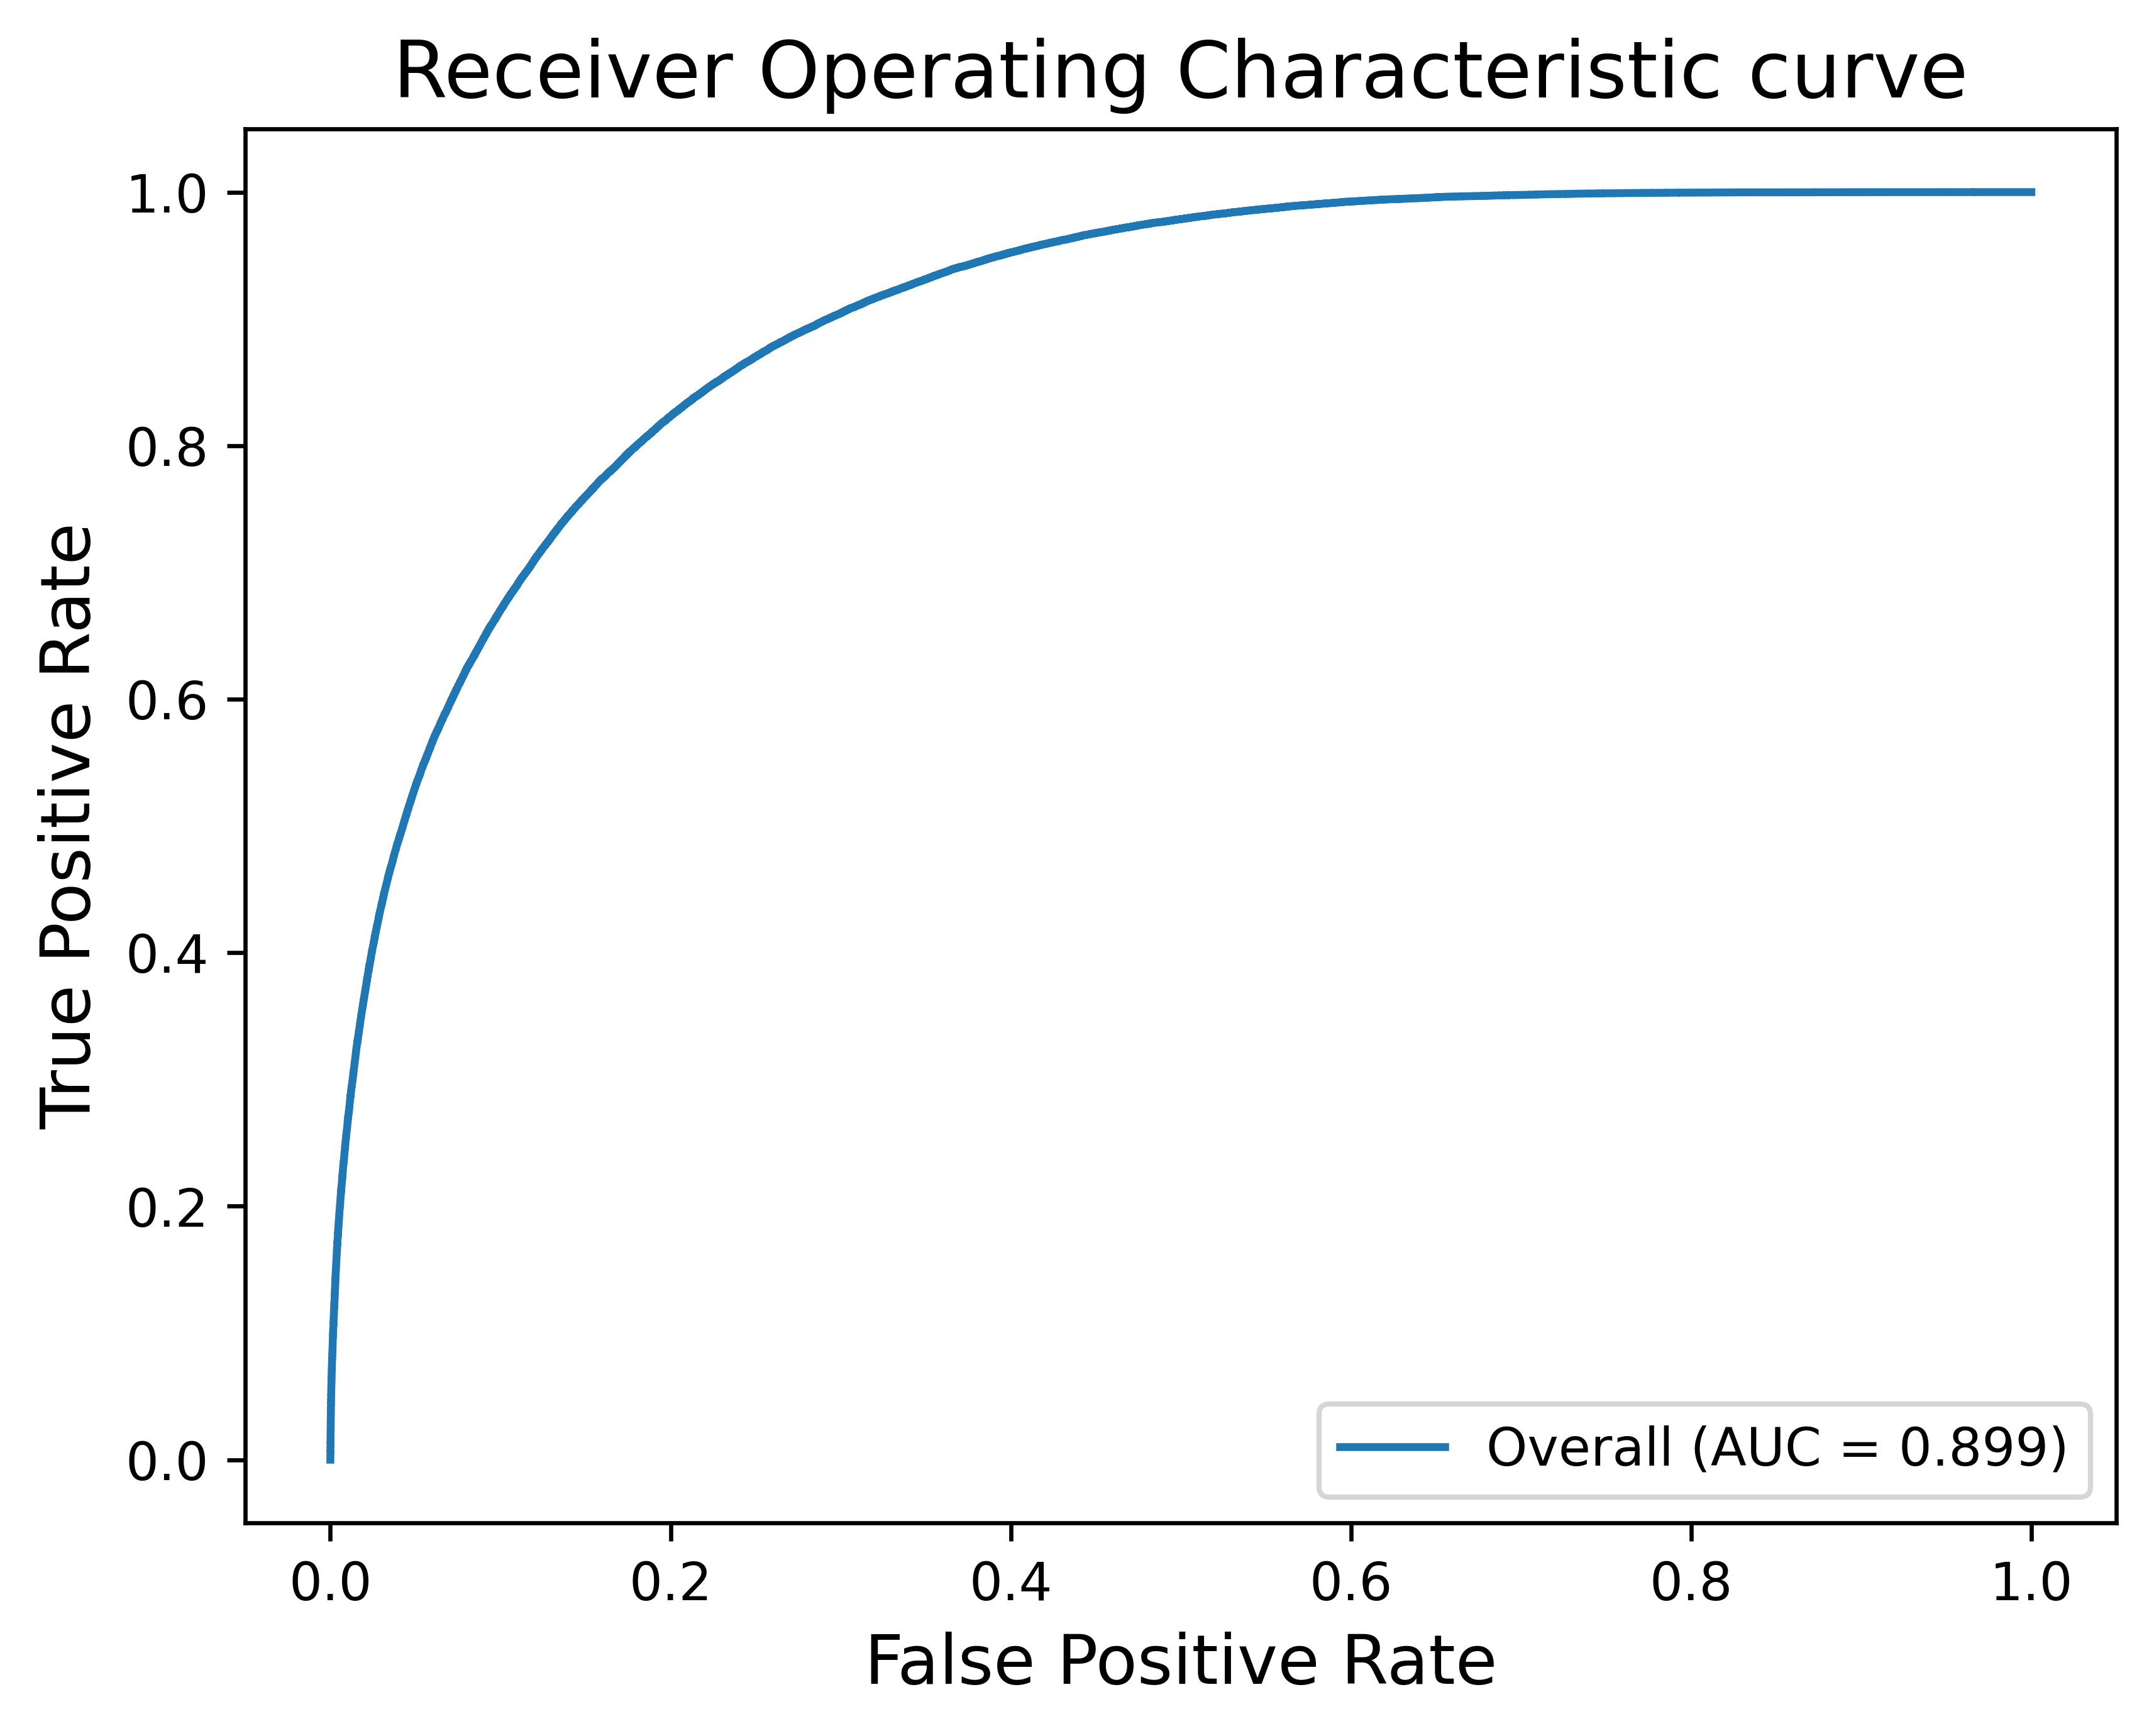 Receiver Operating Characteristic curve
1.0
0.8
0.6
0.4
0.2
0.0
True Positive Rate
Overall (AUC = 0.899)
0.0 0.2 0.4 0.6 0.8 1.0
False Positive Rate